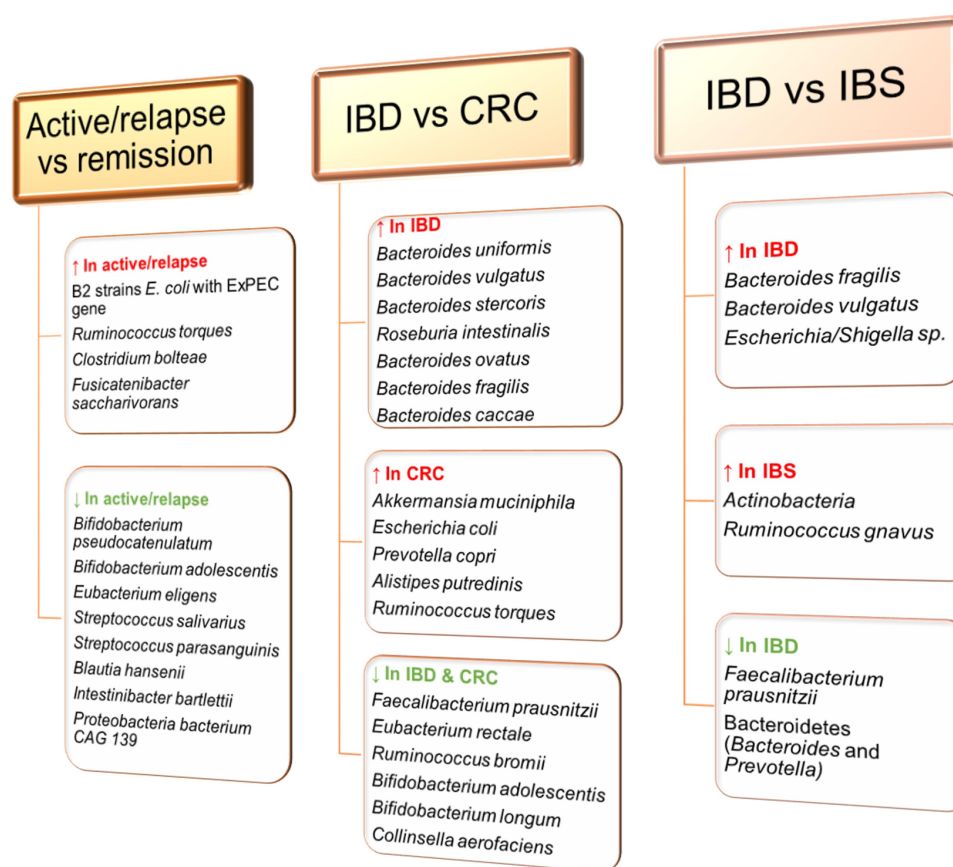 Active/relapse
vs remission
↑ In active/relapse
B2 strains E. coli with ExPEC
gene
Ruminococcus torques
Clostridium bolteae
Fusicatenibacter
saccharivorans
↓ In active/relapse
Bifidobacterium
pseudocatenulatum
Bifidobacterium adolescentis
Eubacterium eligens
Streptococcus salivarius
Streptococcus parasanguinis
Blautia hansenii
Intestinibacter bartlettii
Proteobacteria bacterium
CAG 139
IBD vs CRC
↑ In IBD
Bacteroides uniformis
Bacteroides vulgatus
Bacteroides stercoris
Roseburia intestinalis
Bacteroides ovatus
Bacteroides fragilis
Bacteroides caccae
↑ In CRC
Akkermansia muciniphila
Escherichia coli
Prevotella copri
Alistipes putredinis
Ruminococcus torques
↓ In IBD & CRC
Faecalibacterium prausnitzii
Eubacterium rectale
Ruminococcus bromii
Bifidobacterium adolescentis
Bifidobacterium longum
Collinsella aerofaciens
IBD vs IBS
↑ In IBD
Bacteroides fragilis
Bacteroides vulgatus
Escherichia/Shigella sp.
↑ In IBS
Actinobacteria
Ruminococcus gnavus
↓ In IBD
Faecalibacterium
prausnitzii
Bacteroidetes
(Bacteroides and
Prevotella)